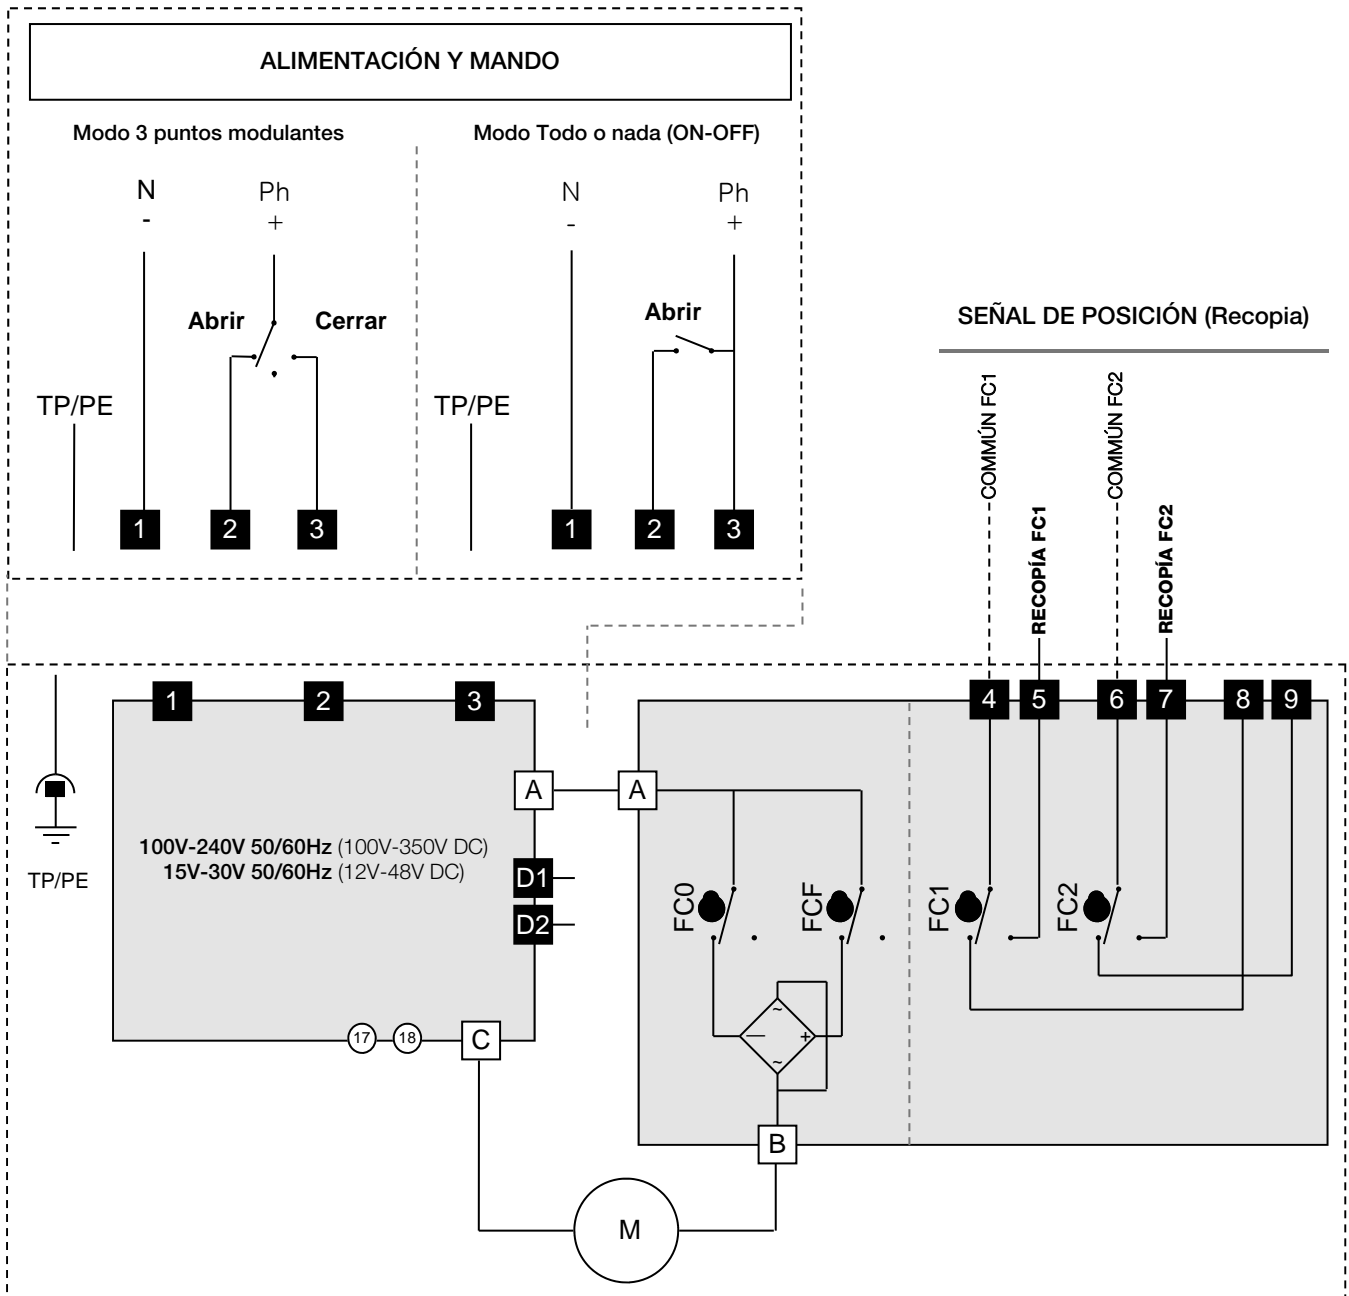 ALIMENTACIÓN Y MANDO
Modo 3 puntos modulantes
Modo Todo o nada (ON-OFF)
N Ph
- +
N Ph
- +
Abrir Cerrar
Abrir
TP/PE
TP/PE
1 2 3
1 2 3
SEÑAL DE POSICIÓN (Recopia)
COMMÚN FC1
RECOPÍA FC1
COMMÚN FC2
RECOPÍA FC2
1 2 3
4 5 6 7 8 9
A A
100V-240V 50/60Hz (100V-350V DC)
15V-30V 50/60Hz (12V-48V DC)
D1
D2
TP/PE
FC0
FCF
FC1
FC2
~
— +
~
17 18 C
B
M